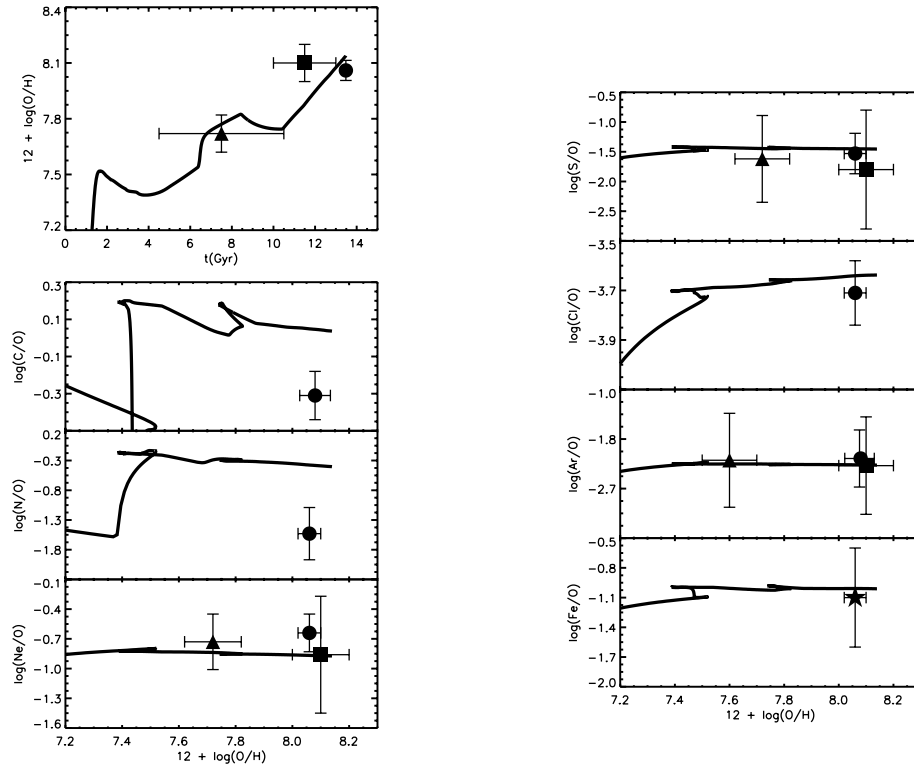 8.4
8.1
7.8
7.5
7.2
12 + log(O/H)
0 2 4 6 8 10 12 14
t(Gyr)
0.3
0.1
−0.1
−0.3
log(C/O)
0.2
−0.3
−0.8
−1.3
−1.8
log(N/O)
−0.1
−0.4
−0.7
−1.0
−1.3
−1.6
log(Ne/O)
7.2 7.4 7.6 7.8 8.0 8.2
12 + log(O/H)
−0.5
−1.0
−1.5
−2.0
−2.5
log(S/O)
−3.5
−3.7
−3.9
log(Cl/O)
−1.0
−1.8
−2.7
log(Ar/O)
−0.5
−0.8
−1.1
−1.4
−1.7
−2.0
log(Fe/O)
7.2 7.4 7.6 7.8 8.0
12 + log(O/H)